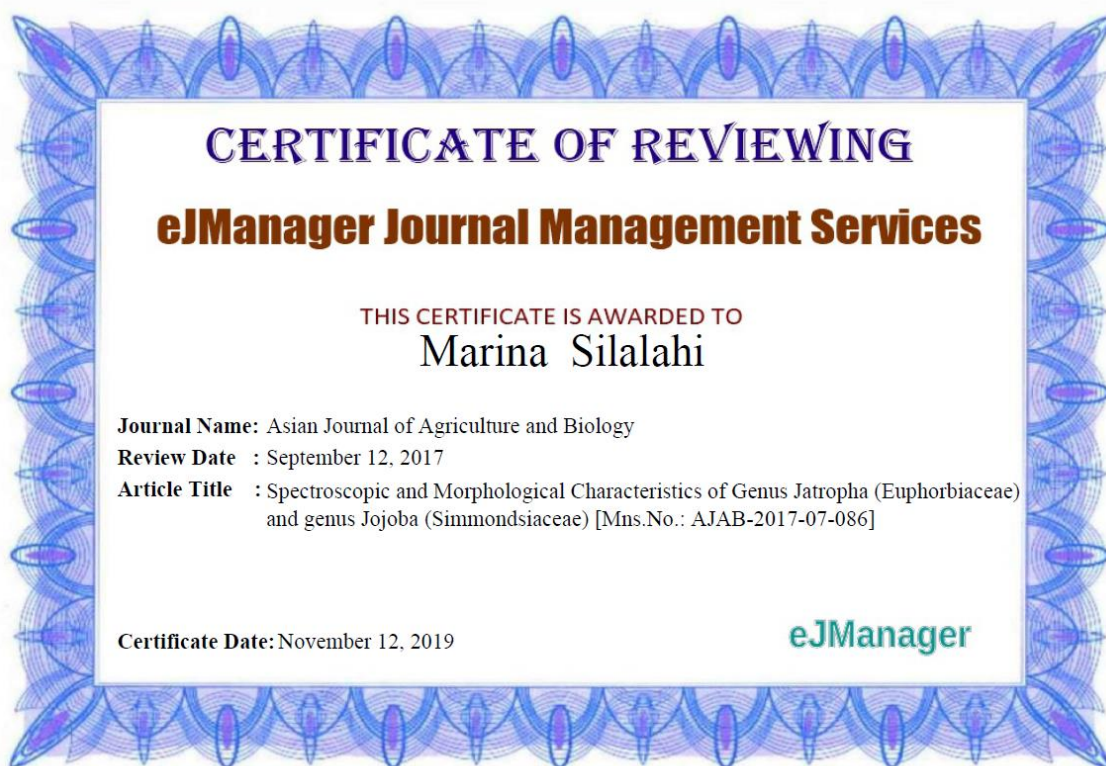 CERTIFICATE OF REVIEWING
eJManager Journal Management Services
THIS CERTIFICATE IS AWARDED TO
Marina Silalahi
Journal Name: Asian Journal of Agriculture and Biology
Review Date : September 12, 2017
Article Title : Spectroscopic and Morphological Characteristics of Genus Jatropha (Euphorbiaceae)
and genus Jojoba (Simmondsiaceae) [Mns.No.: AJAB-2017-07-086]
Certificate Date: November 12, 2019
eJManager